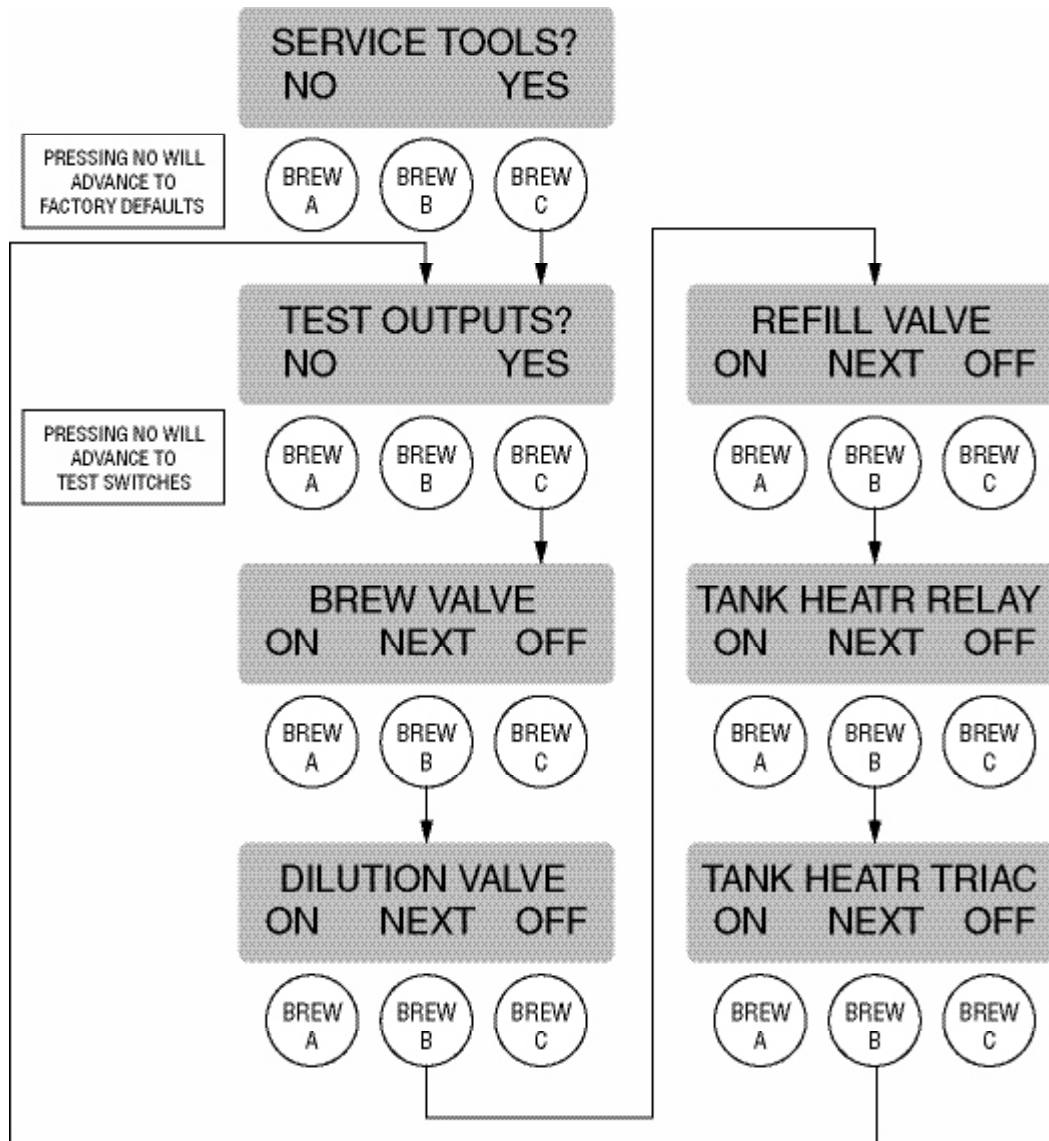 SERVICE TOOLS?
NO YES
PRESSING NO WILL
ADVANCE TO
FACTORY DEFAULTS
BREW A BREW B BREW C
TEST OUTPUTS?
NO YES
PRESSING NO WILL
ADVANCE TO
TEST SWITCHES
BREW A BREW B BREW C
BREW VALVE
ON NEXT OFF
BREW A BREW B BREW C
DILUTION VALVE
ON NEXT OFF
BREW A BREW B BREW C
REFILL VALVE
ON NEXT OFF
BREW A BREW B BREW C
TANK HEATR RELAY
ON NEXT OFF
BREW A BREW B BREW C
TANK HEATR TRIAC
ON NEXT OFF
BREW A BREW B BREW C